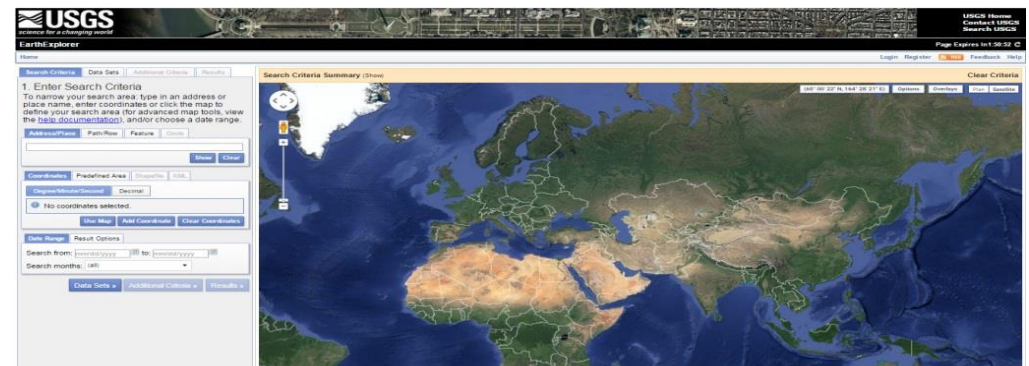 USGS
science for a changing world
USGS Home
Contact USGS
Search USGS
EarthExplorer
Page Expires In 1:58:52
Home
Login Register RSS Feedback Help
Search Criteria Data Sets Additional Criteria Results
1. Enter Search Criteria
To narrow your search area: type in an address or
place name, enter coordinates or click the map to
define your search area (for advanced map tools, view
the help documentation), and/or choose a date range.
Address/Place Path/Row Feature Circle
Show Clear
Coordinates Predefined Area Shapefile KML
Degree/Minute/Second Decimal
No coordinates selected.
Use Map Add Coordinate Clear Coordinates
Date Range Result Options
Search from: mm/dd/yyyy to: mm/dd/yyyy
Search months: (all)
Data Sets » Additional Criteria » Results »
Search Criteria Summary (Show)
Clear Criteria
Options Overlays Map Satellite